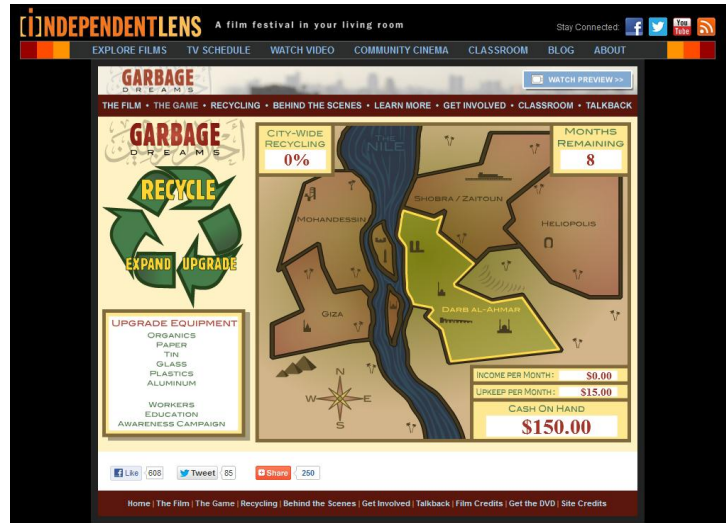 [i]NDEPENDENTLENS A film festival in your living room Stay Connected: f You Tube
EXPLORE FILMS TV SCHEDULE WATCH VIDEO COMMUNITY CINEMA CLASSROOM BLOG ABOUT
GARBAGE
DREAMS
WATCH PREVIEW >>
THE FILM • THE GAME • RECYCLING • BEHIND THE SCENES • LEARN MORE • GET INVOLVED • CLASSROOM • TALKBACK
GARBAGE
DREAMS
RECYCLE
EXPAND UPGRADE
UPGRADE EQUIPMENT
ORGANICS
PAPER
TIN
GLASS
PLASTICS
ALUMINUM
WORKERS
EDUCATION
AWARENESS CAMPAIGN
CITY-WIDE
RECYCLING
0%
THE
NILE
MONTHS
REMAINING
8
SHOBRA / ZAITOUN
MOHANDESSIN
HELIOPOLIS
GIZA
DARB AL-AHMAR
N
W E
S
INCOME PER MONTH: $0.00
UPKEEP PER MONTH: $15.00
CASH ON HAND
$150.00
f Like 608 Tweet 85 Share 250
Home | The Film | The Game | Recycling | Behind the Scenes | Get Involved | Talkback | Film Credits | Get the DVD | Site Credits